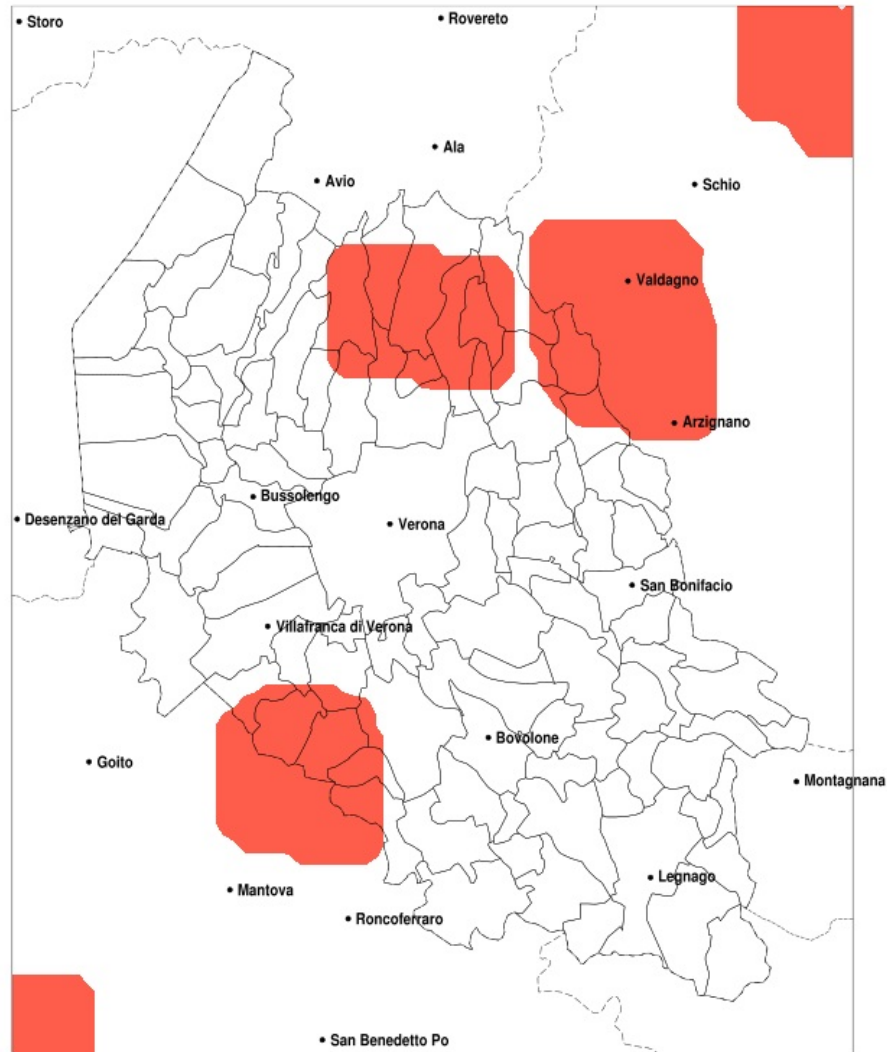 Storo
Rovereto
Ala
Avio
Schio
Valdagno
Arzignano
Bussolengo
Desenzano del Garda
Verona
San Bonifacio
Villafranca di Verona
Bovolone
Goito
Montagnana
Legnago
Mantova
Roncoferraro
San Benedetto Po